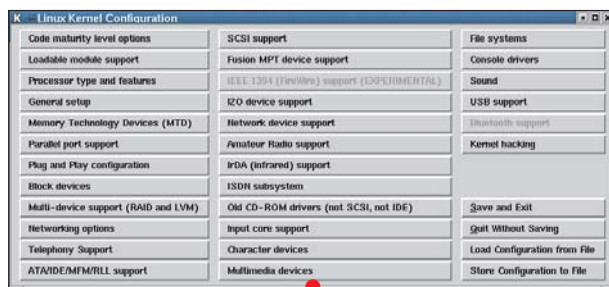 Linux Kernel Configuration
Code maturity level options
Loadable module support
Processor type and features
General setup
Memory Technology Devices (MTD)
Parallel port support
Plug and Play configuration
Block devices
Multi-device support (RAID and LVM)
Networking options
Telephony Support
ATA/IDE/MFM/RLL support
SCSI support
Fusion MPT device support
IEEE 1394 (FireWire) support (EXPERIMENTAL)
I2O device support
Network device support
Amateur Radio support
IrDA (infrared) support
ISDN subsystem
Old CD-ROM drivers (not SCSI, not IDE)
Input core support
Character devices
Multimedia devices
File systems
Console drivers
Sound
USB support
Bluetooth support
Kernel hacking
Save and Exit
Quit Without Saving
Load Configuration from File
Store Configuration to File